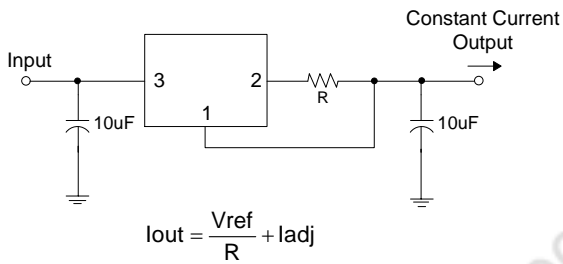 Constant Current
Output
Input
3
2
1
R
10uF
10uF
Iout = Vref/R + Iadj